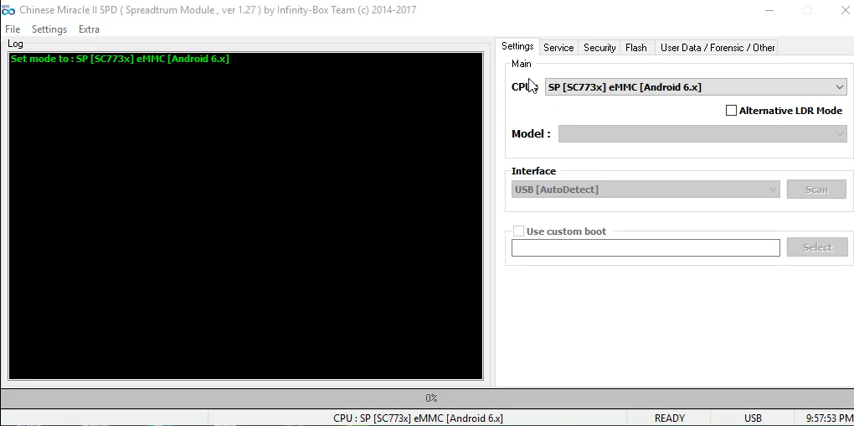 Chinese Miracle II SPD ( Spreadtrum Module , ver 1.27 ) by Infinity-Box Team (c) 2014-2017
File Settings Extra
Log
Set mode to : SP [SC773x] eMMC [Android 6.x]
Settings Service Security Flash User Data / Forensic / Other
Main
CPU : SP [SC773x] eMMC [Android 6.x]
Alternative LDR Mode
Model :
Interface
USB [AutoDetect] Scan
Use custom boot
Select
0%
CPU : SP [SC773x] eMMC [Android 6.x] READY USB 9:57:53 PM